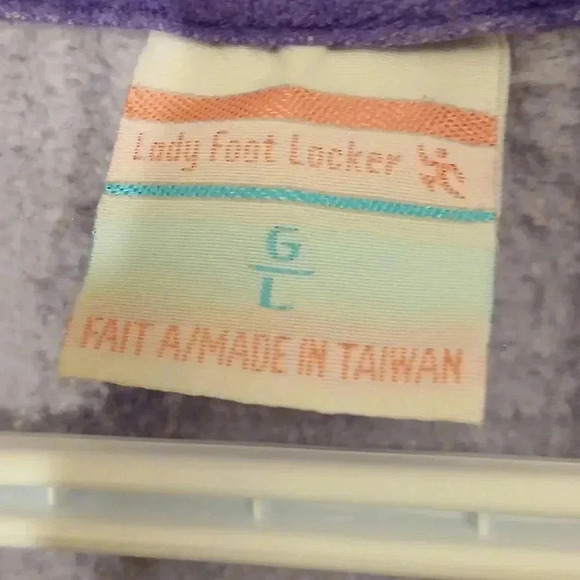 Lady Foot Locker
G
L
FAIT A/MADE IN TAIWAN